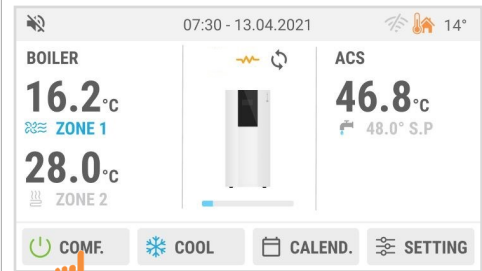 07:30 - 13.04.2021
14°
BOILER
16.2°C
ZONE 1
28.0°C
ZONE 2
ACS
46.8°C
48.0° S.P
COMF.
COOL
CALEND.
SETTING